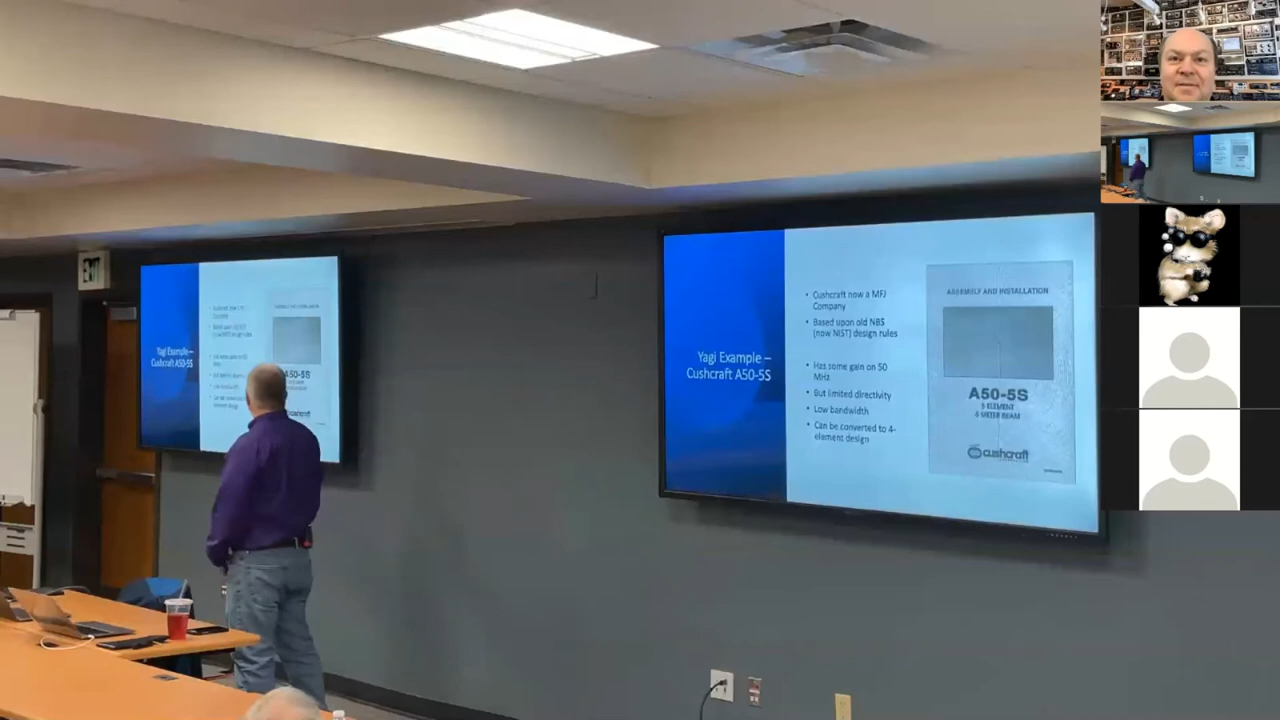 EXIT
Yagi Example –
Cushcraft A50-5S
Yagi Example –
Cushcraft A50-5S
• Cushcraft now a MFJ
Company
• Based upon old NBS
(now NIST) design rules
• Has some gain on 50
MHz
• But limited directivity
• Low bandwidth
• Can be converted to 4-
element design
ASSEMBLY AND INSTALLATION
A50-5S
5 ELEMENT
6 METER BEAM
cushcraft